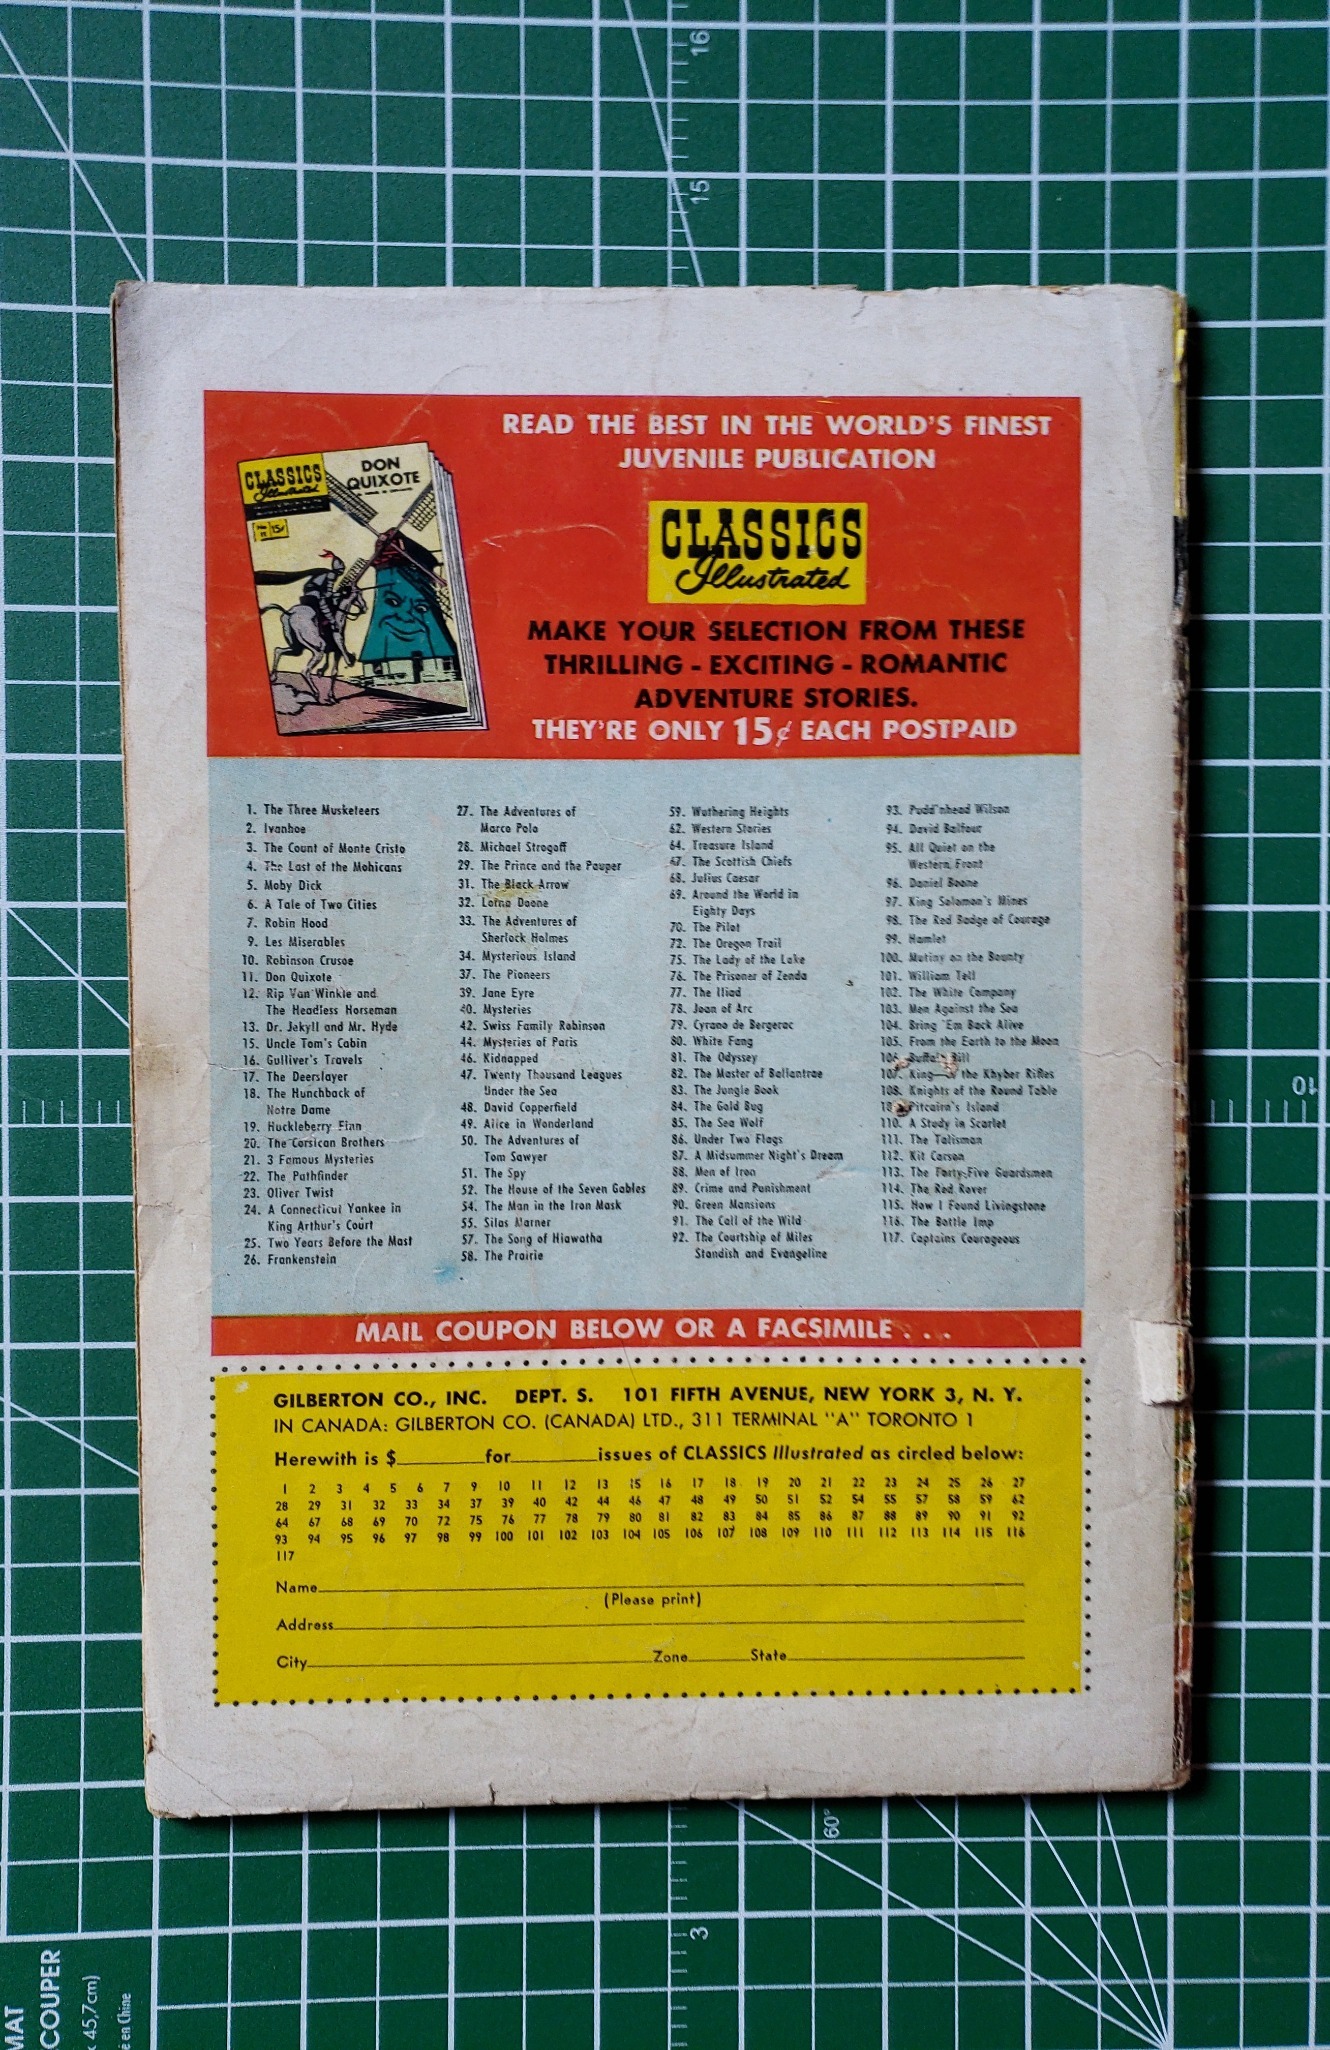 16
15
READ THE BEST IN THE WORLD'S FINEST
JUVENILE PUBLICATION
CLASSICS
Illustrated
DON
QUIXOTE
No
11
15¢
CLASSICS
Illustrated
MAKE YOUR SELECTION FROM THESE
THRILLING - EXCITING - ROMANTIC
ADVENTURE STORIES.
THEY'RE ONLY 15¢ EACH POSTPAID
1. The Three Musketeers
2. Ivanhoe
3. The Count of Monte Cristo
4. The Last of the Mohicans
5. Moby Dick
6. A Tale of Two Cities
7. Robin Hood
9. Les Miserables
10. Robinson Crusoe
11. Don Quixote
12. Rip Van Winkle and
The Headless Horseman
13. Dr. Jekyll and Mr. Hyde
15. Uncle Tom's Cabin
16. Gulliver's Travels
17. The Deerslayer
18. The Hunchback of
Notre Dame
19. Huckleberry Finn
20. The Corsican Brothers
21. 3 Famous Mysteries
22. The Pathfinder
23. Oliver Twist
24. A Connecticut Yankee in
King Arthur's Court
25. Two Years Before the Mast
26. Frankenstein
27. The Adventures of
Marco Polo
28. Michael Strogoff
29. The Prince and the Pauper
31. The Black Arrow
32. Lorna Doone
33. The Adventures of
Sherlock Holmes
34. Mysterious Island
37. The Pioneers
39. Jane Eyre
40. Mysteries
42. Swiss Family Robinson
44. Mysteries of Paris
46. Kidnapped
47. Twenty Thousand Leagues
Under the Sea
48. David Copperfield
49. Alice in Wonderland
50. The Adventures of
Tom Sawyer
51. The Spy
52. The House of the Seven Gables
54. The Man in the Iron Mask
55. Silas Marner
57. The Song of Hiawatha
58. The Prairie
59. Wuthering Heights
62. Western Stories
64. Treasure Island
67. The Scottish Chiefs
68. Julius Caesar
69. Around the World in
Eighty Days
70. The Pilot
72. The Oregon Trail
75. The Lady of the Lake
76. The Prisoner of Zenda
77. The Iliad
78. Joan of Arc
79. Cyrano de Bergerac
80. White Fang
81. The Odyssey
82. The Master of Ballantrae
83. The Jungle Book
84. The Gold Bug
85. The Sea Wolf
86. Under Two Flags
87. A Midsummer Night's Dream
88. Men of Iron
89. Crime and Punishment
90. Green Mansions
91. The Call of the Wild
92. The Courtship of Miles
Standish and Evangeline
93. Pudd'nhead Wilson
94. David Balfour
95. All Quiet on the
Western Front
96. Daniel Boone
97. King Solomon's Mines
98. The Red Badge of Courage
99. Hamlet
100. Mutiny on the Bounty
101. William Tell
102. The White Company
103. Men Against the Sea
104. Bring 'Em Back Alive
105. From the Earth to the Moon
106. Buffalo Bill
107. King of the Khyber Rifles
108. Knights of the Round Table
Pitcairn's Island
110. A Study in Scarlet
111. The Talisman
112. Kit Carson
113. The Forty-Five Guardsmen
114. The Red Rover
115. How I Found Livingstone
116. The Bottle Imp
117. Captains Courageous
MAIL COUPON BELOW OR A FACSIMILE . . .
GILBERTON CO., INC. DEPT. S. 101 FIFTH AVENUE, NEW YORK 3, N. Y.
IN CANADA: GILBERTON CO. (CANADA) LTD., 311 TERMINAL "A" TORONTO 1
Herewith is $ for issues of CLASSICS Illustrated as circled below:
1 2 3 4 5 6 7 9 10 11 12 13 15 16 17 18 19 20 21 22 23 24 25 26 27
28 29 31 32 33 34 37 39 40 42 44 46 47 48 49 50 51 52 54 55 57 58 59 62
64 67 68 69 70 72 75 76 77 78 79 80 81 82 83 84 85 86 87 88 89 90 91 92
93 94 95 96 97 98 99 100 101 102 103 104 105 106 107 108 109 110 111 112 113 114 115 116
117
Name
(Please print)
Address
City Zone State
10
60°
3
MAT
COUPER
x 45,7cm)
é en Chine